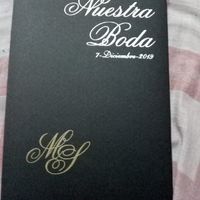 Nuestra
Boda
7-Diciembre-2019
MS